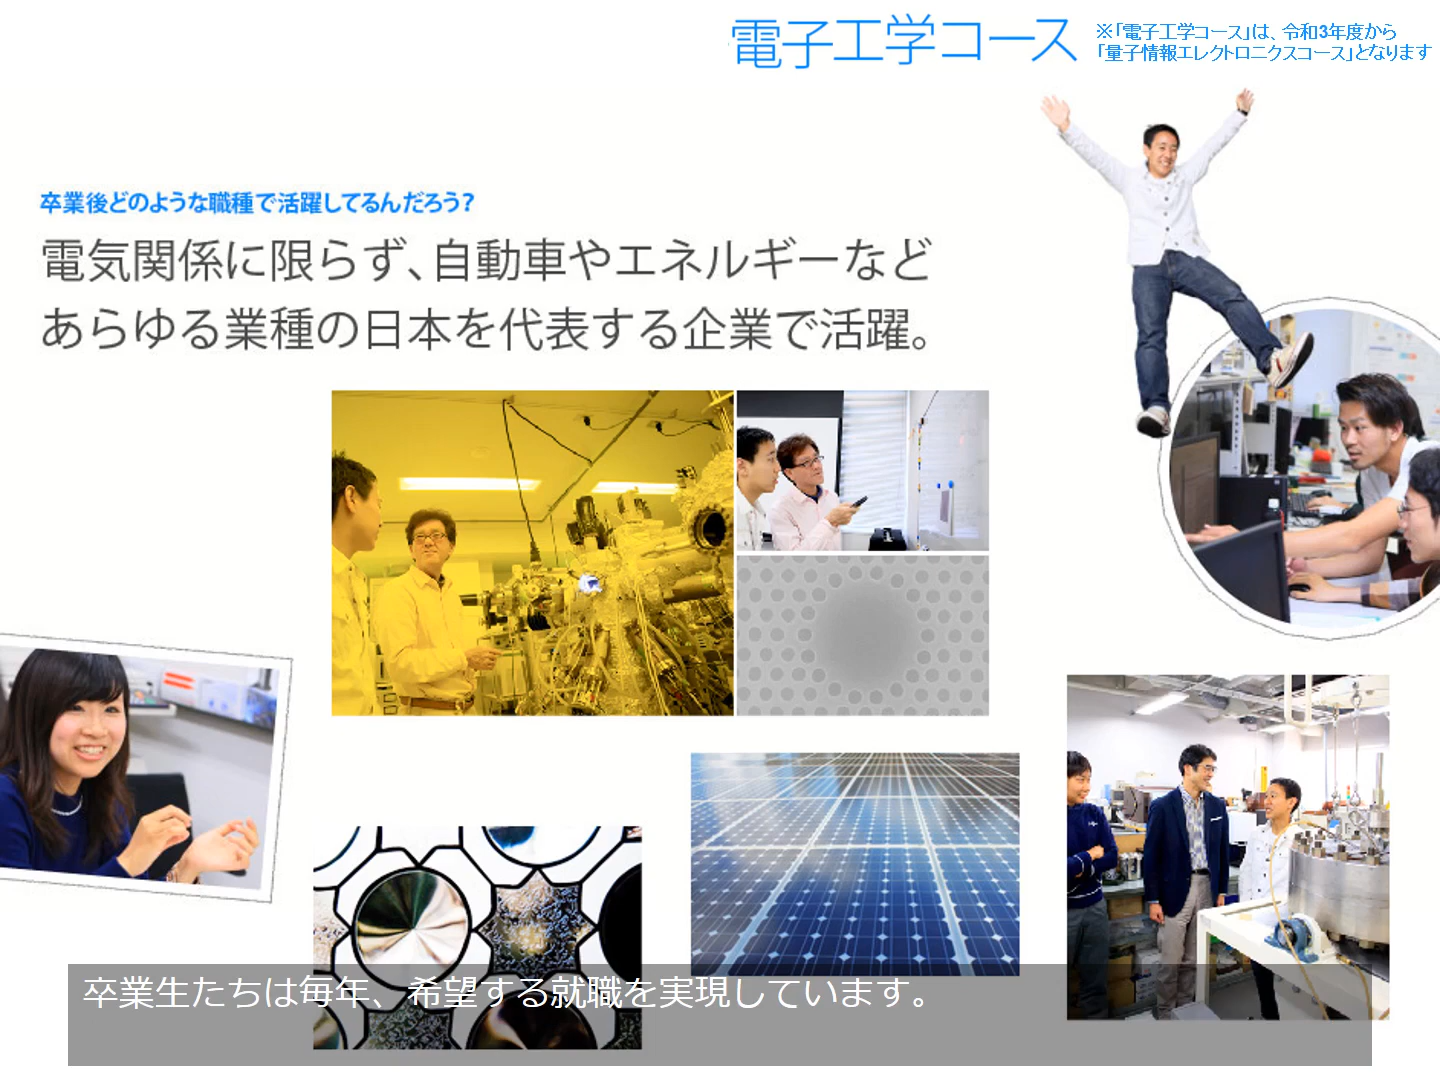 電子工学コース
※「電子工学コース」は、令和3年度から
「量子情報エレクトロニクスコース」となります
卒業後どのような職種で活躍してるんだろう?
電気関係に限らず、自動車やエネルギーなど
あらゆる業種の日本を代表する企業で活躍。
卒業生たちは毎年、希望する就職を実現しています。